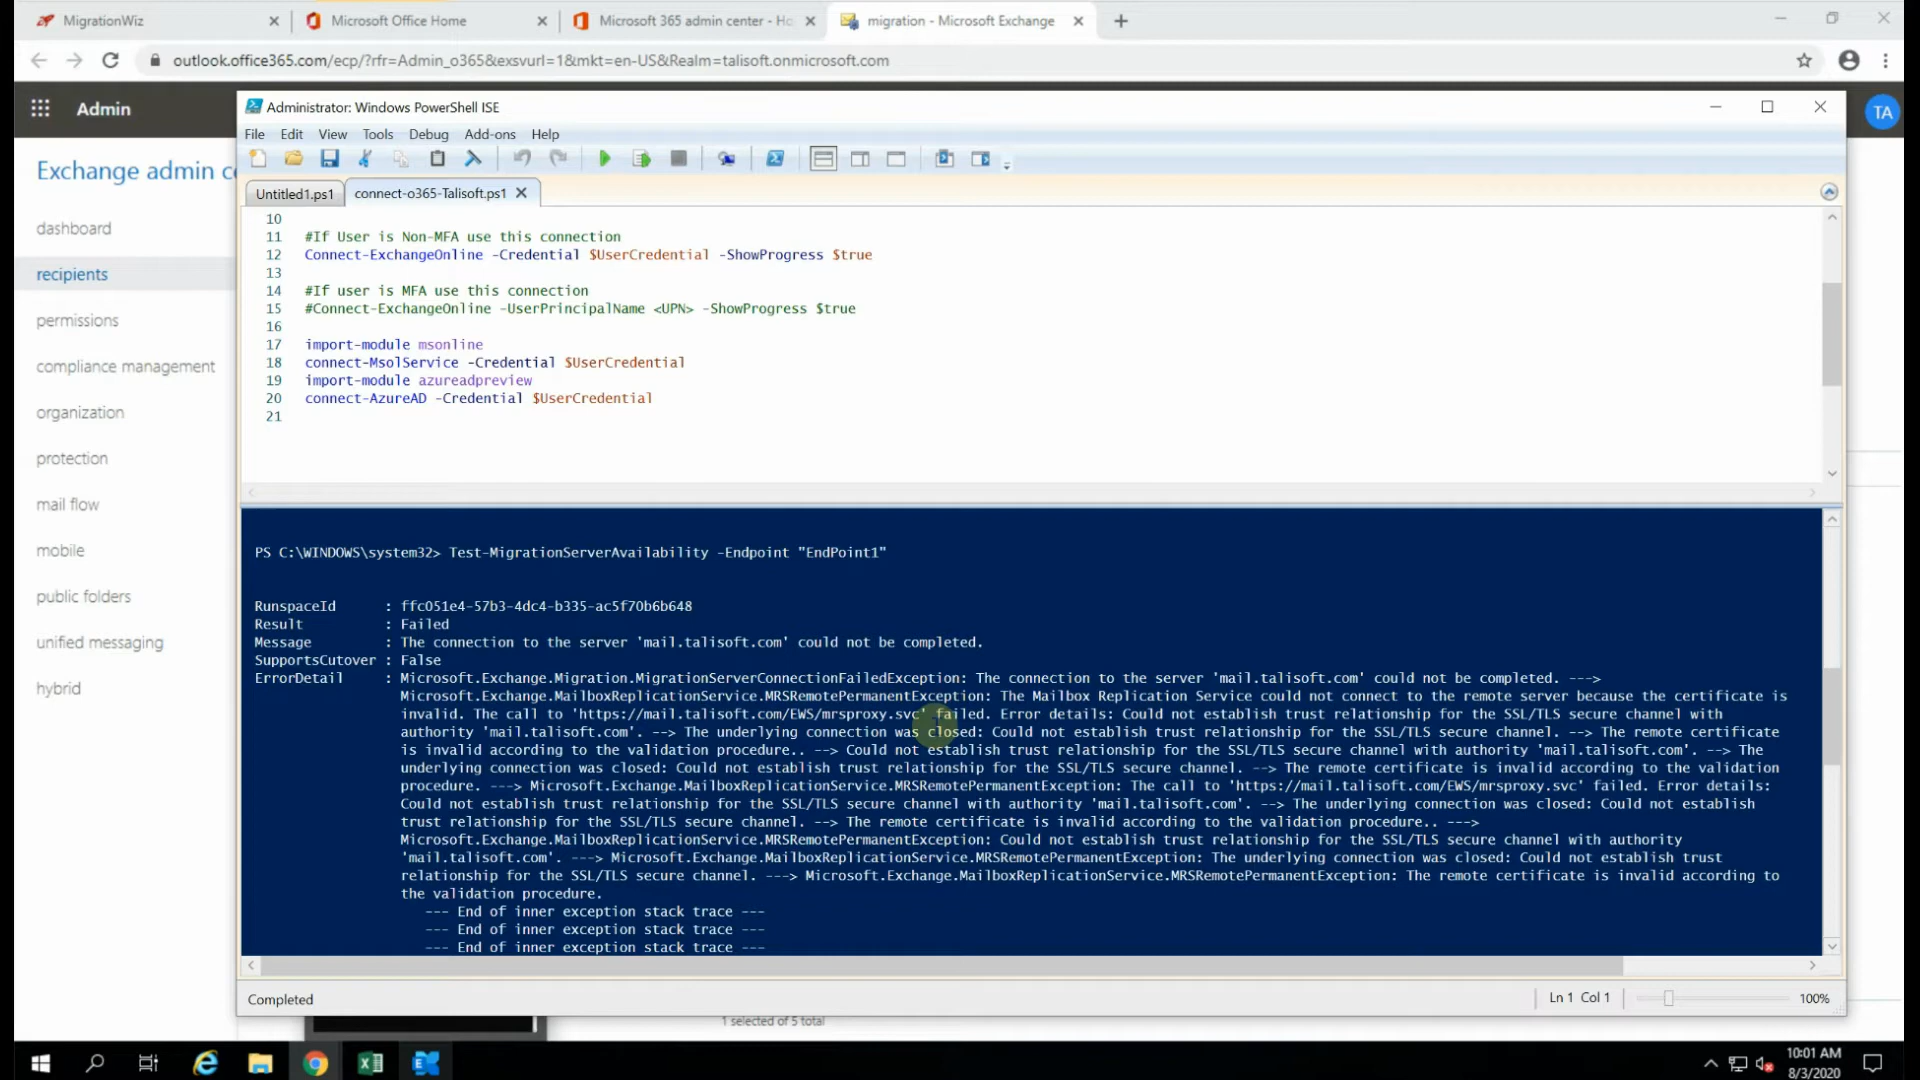 MigrationWiz
Microsoft Office Home
Microsoft 365 admin center - Ho
migration - Microsoft Exchange
outlook.office365.com/ecp/?rfr=Admin_o365&exsvurl=1&mkt=en-US&Realm=talisoft.onmicrosoft.com
Admin
TA
Exchange admin c
dashboard
recipients
permissions
compliance management
organization
protection
mail flow
mobile
public folders
unified messaging
hybrid
Administrator: Windows PowerShell ISE
File Edit View Tools Debug Add-ons Help
Untitled1.ps1 connect-o365-Talisoft.ps1
10
11 #If User is Non-MFA use this connection
12 Connect-ExchangeOnline -Credential $UserCredential -ShowProgress $true
13
14 #If user is MFA use this connection
15 #Connect-ExchangeOnline -UserPrincipalName <UPN> -ShowProgress $true
16
17 import-module msonline
18 connect-MsolService -Credential $UserCredential
19 import-module azureadpreview
20 connect-AzureAD -Credential $UserCredential
21
PS C:\WINDOWS\system32> Test-MigrationServerAvailability -Endpoint "EndPoint1"
RunspaceId : ffc051e4-57b3-4dc4-b335-ac5f70b6b648
Result : Failed
Message : The connection to the server 'mail.talisoft.com' could not be completed.
SupportsCutover : False
ErrorDetail : Microsoft.Exchange.Migration.MigrationServerConnectionFailedException: The connection to the server 'mail.talisoft.com' could not be completed. --->
Microsoft.Exchange.MailboxReplicationService.MRSRemotePermanentException: The Mailbox Replication Service could not connect to the remote server because the certificate is
invalid. The call to 'https://mail.talisoft.com/EWS/mrsproxy.svc' failed. Error details: Could not establish trust relationship for the SSL/TLS secure channel with
authority 'mail.talisoft.com'. --> The underlying connection was closed: Could not establish trust relationship for the SSL/TLS secure channel. --> The remote certificate
is invalid according to the validation procedure.. --> Could not establish trust relationship for the SSL/TLS secure channel with authority 'mail.talisoft.com'. --> The
underlying connection was closed: Could not establish trust relationship for the SSL/TLS secure channel. --> The remote certificate is invalid according to the validation
procedure. ---> Microsoft.Exchange.MailboxReplicationService.MRSRemotePermanentException: The call to 'https://mail.talisoft.com/EWS/mrsproxy.svc' failed. Error details:
Could not establish trust relationship for the SSL/TLS secure channel with authority 'mail.talisoft.com'. --> The underlying connection was closed: Could not establish
trust relationship for the SSL/TLS secure channel. --> The remote certificate is invalid according to the validation procedure.. --->
Microsoft.Exchange.MailboxReplicationService.MRSRemotePermanentException: Could not establish trust relationship for the SSL/TLS secure channel with authority
'mail.talisoft.com'. ---> Microsoft.Exchange.MailboxReplicationService.MRSRemotePermanentException: The underlying connection was closed: Could not establish trust
relationship for the SSL/TLS secure channel. ---> Microsoft.Exchange.MailboxReplicationService.MRSRemotePermanentException: The remote certificate is invalid according to
the validation procedure.
--- End of inner exception stack trace ---
--- End of inner exception stack trace ---
--- End of inner exception stack trace ---
Completed
Ln 1 Col 1
100%
1 selected of 5 total
10:01 AM
8/3/2020